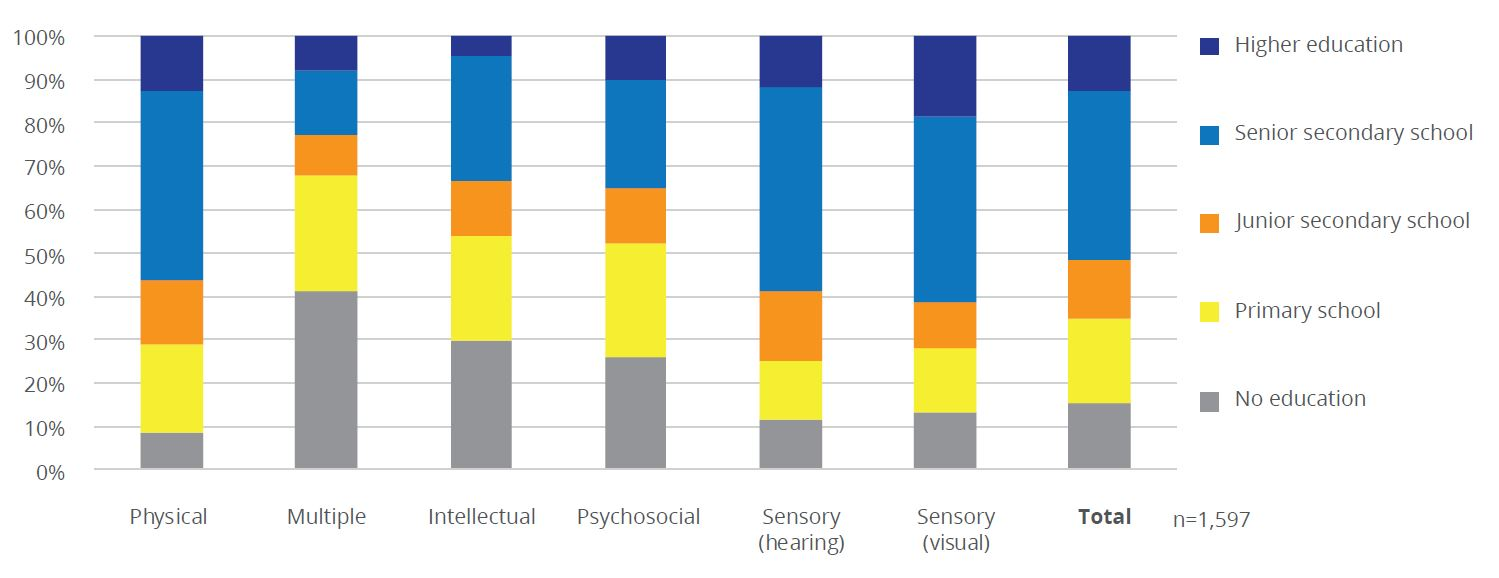 100%
90%
80%
70%
60%
50%
40%
30%
20%
10%
0%
Physical
Multiple
Intellectual
Psychosocial
Sensory
(hearing)
Sensory
(visual)
Total
n=1,597
Higher education
Senior secondary school
Junior secondary school
Primary school
No education